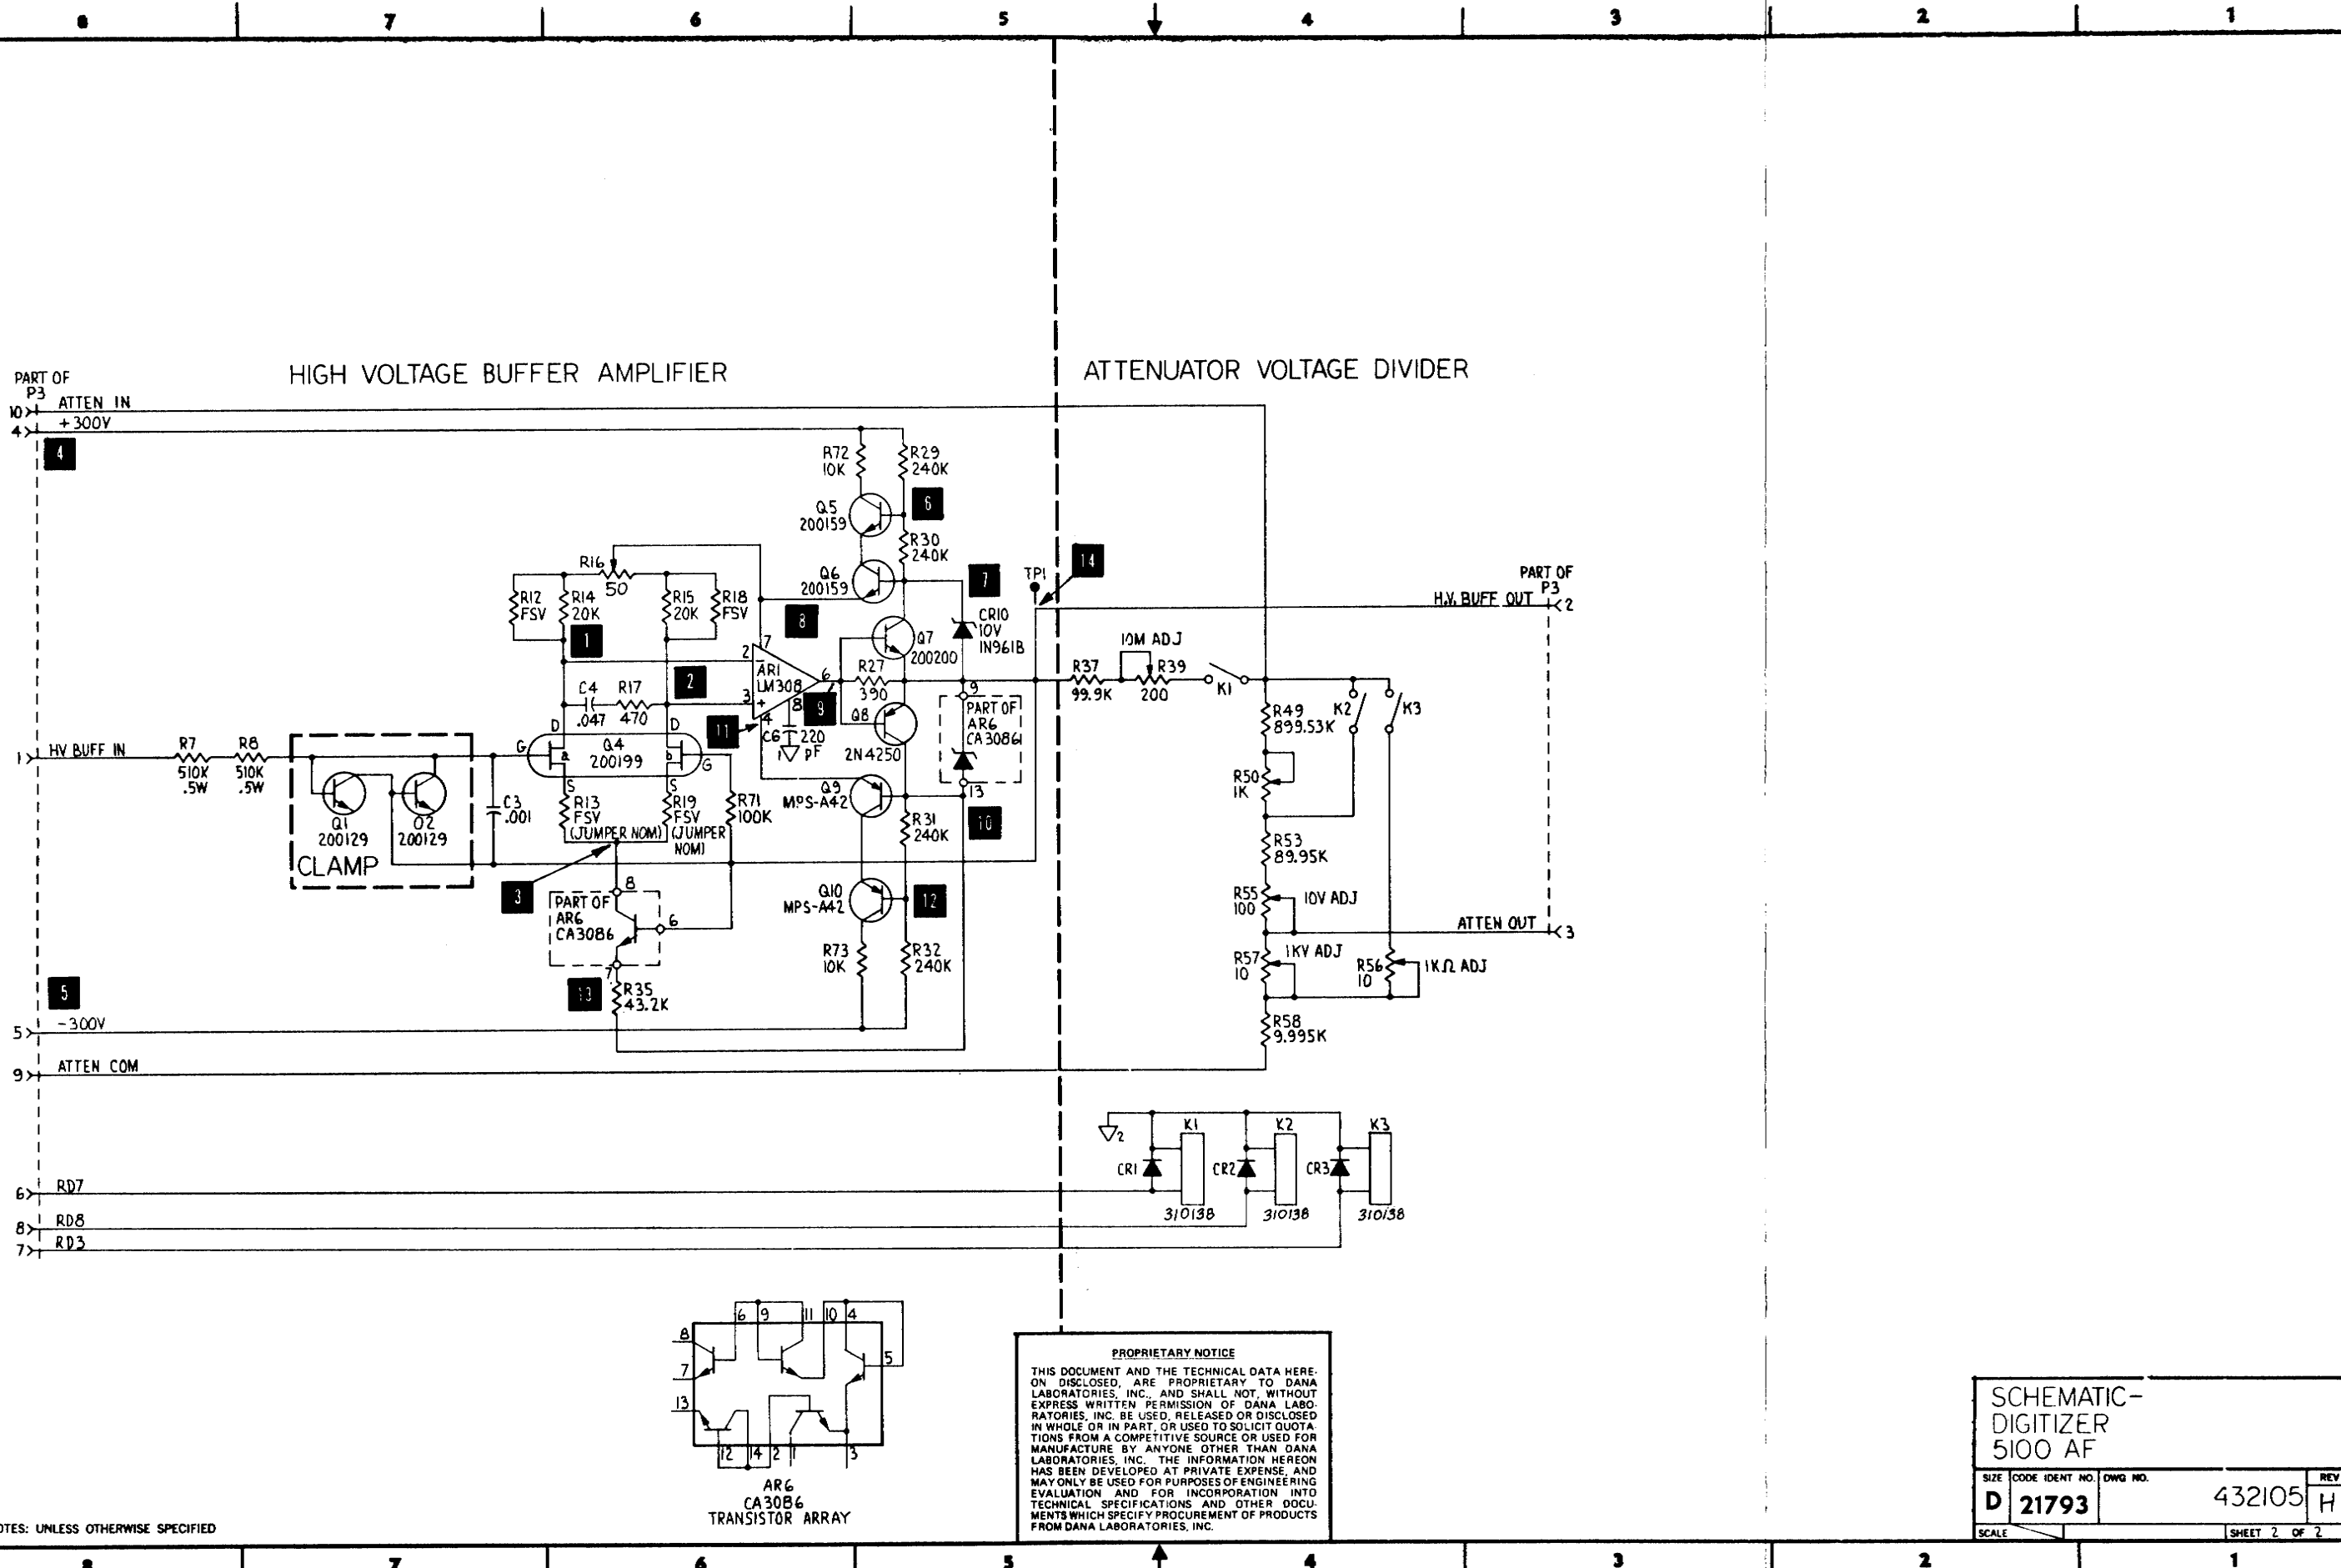 8 7 6 5 4 3 2 1
HIGH VOLTAGE BUFFER AMPLIFIER
ATTENUATOR VOLTAGE DIVIDER
PART OF
P3
10 ATTEN IN
4 +300V
4
R72
10K
R29
240K
Q5
200159
6
R30
240K
Q6
200159
7
TP1
14
PART OF
P3
H.V. BUFF OUT 2
R16
50
R12
FSV
R14
20K
R15
20K
R18
FSV
1
8
7
CR10
10V
1N961B
Q7
200200
10M ADJ
2
AR1
LM308
6
R27
390
R37
99.9K
R39
200
K1
C4
.047
R17
470
2
3
+
8
9
9
4
11
C6
220
PF
1
Q8
2N4250
PART OF
AR6
CA3086
13
R49
899.53K
K2
K3
1 HV BUFF IN
R7
510K
.5W
R8
510K
.5W
D
D
G
a
Q4
200199
b
G
S
S
Q9
MPS-A42
R50
1K
Q1
200129
Q2
200129
CLAMP
C3
.001
R13
FSV
(JUMPER NOM)
R19
FSV
(JUMPER
NOM)
R71
100K
R31
240K
10
R53
89.95K
3
8
PART OF
AR6
CA3086
6
7
Q10
MPS-A42
12
R55
100
10V ADJ
ATTEN OUT 3
R73
10K
R32
240K
R57
10
1KV ADJ
R56
10
1KΩ ADJ
5
13
R35
43.2K
5 -300V
R58
9.995K
9 ATTEN COM
2
K1
K2
K3
CR1
CR2
CR3
6 RD7
310138
310138
310138
8 RD8
7 RD3
6 9 11 10 4
8
7
5
13
12 14 2 1 3
AR6
CA3086
TRANSISTOR ARRAY
PROPRIETARY NOTICE
THIS DOCUMENT AND THE TECHNICAL DATA HERE-
ON DISCLOSED, ARE PROPRIETARY TO DANA
LABORATORIES, INC., AND SHALL NOT, WITHOUT
EXPRESS WRITTEN PERMISSION OF DANA LABO-
RATORIES, INC. BE USED, RELEASED OR DISCLOSED
IN WHOLE OR IN PART, OR USED TO SOLICIT QUOTA-
TIONS FROM A COMPETITIVE SOURCE OR USED FOR
MANUFACTURE BY ANYONE OTHER THAN DANA
LABORATORIES, INC. THE INFORMATION HEREON
HAS BEEN DEVELOPED AT PRIVATE EXPENSE, AND
MAY ONLY BE USED FOR PURPOSES OF ENGINEERING
EVALUATION AND FOR INCORPORATION INTO
TECHNICAL SPECIFICATIONS AND OTHER DOCU-
MENTS WHICH SPECIFY PROCUREMENT OF PRODUCTS
FROM DANA LABORATORIES, INC.
SCHEMATIC-
DIGITIZER
5100 AF
SIZE CODE IDENT NO. DWG NO. REV
D 21793 432105 H
SCALE SHEET 2 OF 2
OTES: UNLESS OTHERWISE SPECIFIED
8 7 6 5 4 3 2 1